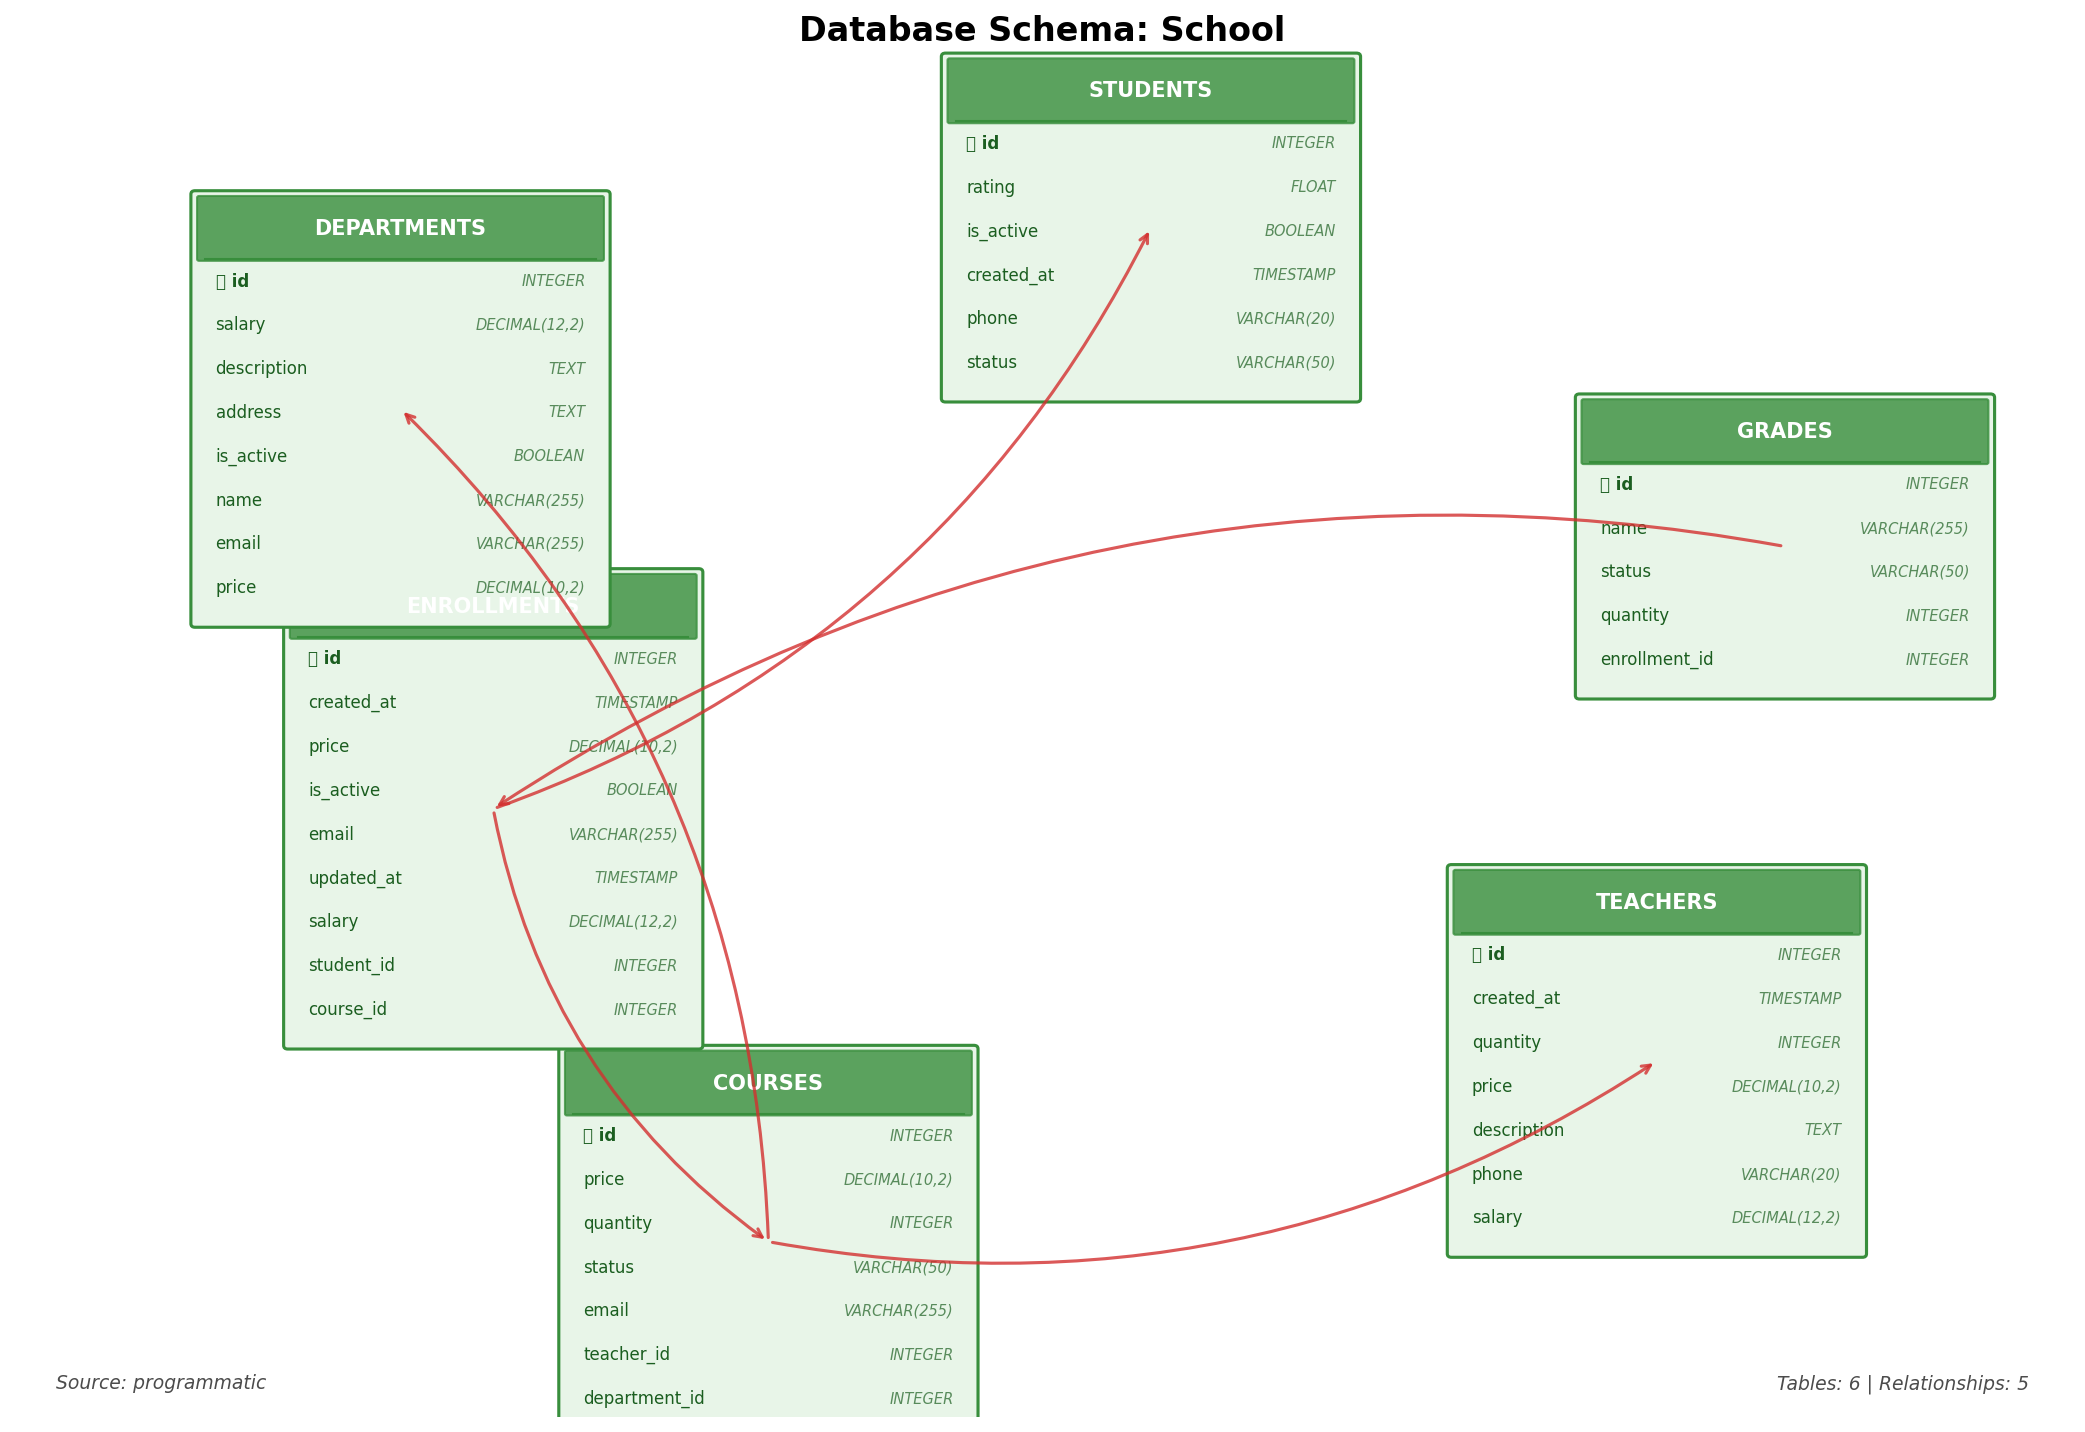 Database Schema: School
STUDENTS
id INTEGER
rating FLOAT
is_active BOOLEAN
created_at TIMESTAMP
phone VARCHAR(20)
status VARCHAR(50)
DEPARTMENTS
id INTEGER
salary DECIMAL(12,2)
description TEXT
address TEXT
is_active BOOLEAN
name VARCHAR(255)
email VARCHAR(255)
price DECIMAL(10,2)
GRADES
id INTEGER
name VARCHAR(255)
status VARCHAR(50)
quantity INTEGER
enrollment_id INTEGER
ENROLLMENTS
id INTEGER
created_at TIMESTAMP
price DECIMAL(10,2)
is_active BOOLEAN
email VARCHAR(255)
updated_at TIMESTAMP
salary DECIMAL(12,2)
student_id INTEGER
course_id INTEGER
TEACHERS
id INTEGER
created_at TIMESTAMP
quantity INTEGER
price DECIMAL(10,2)
description TEXT
phone VARCHAR(20)
salary DECIMAL(12,2)
COURSES
id INTEGER
price DECIMAL(10,2)
quantity INTEGER
status VARCHAR(50)
email VARCHAR(255)
teacher_id INTEGER
department_id INTEGER
Source: programmatic
Tables: 6 | Relationships: 5